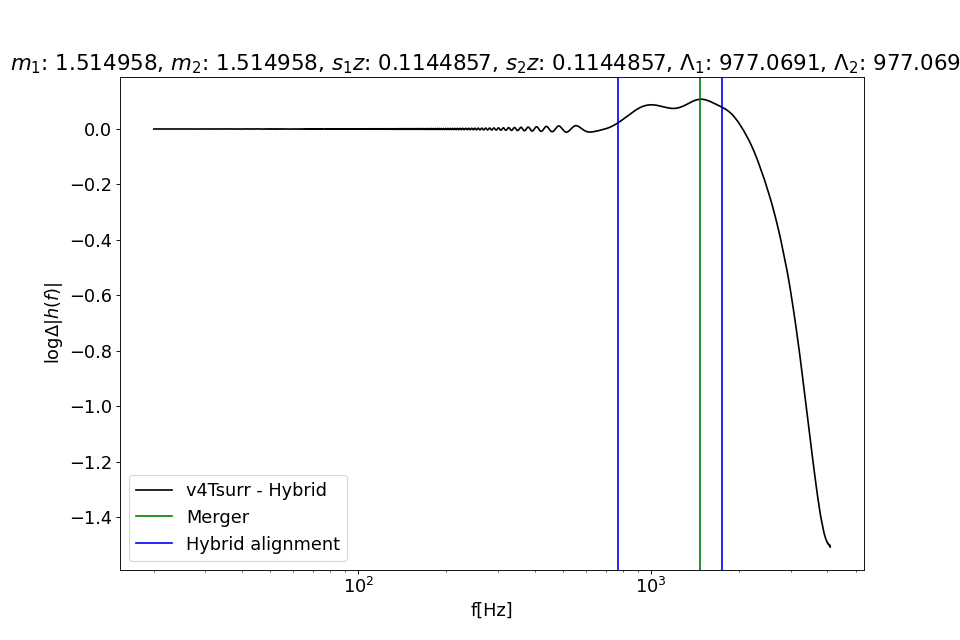 m₁: 1.514958, m₂: 1.514958, s₁z: 0.1144857, s₂z: 0.1144857, Λ₁: 977.0691, Λ₂: 977.069
0.0
−0.2
−0.4
−0.6
−0.8
−1.0
−1.2
−1.4
logΔ|h(f)|
v4Tsurr - Hybrid
Merger
Hybrid alignment
10²
10³
f[Hz]